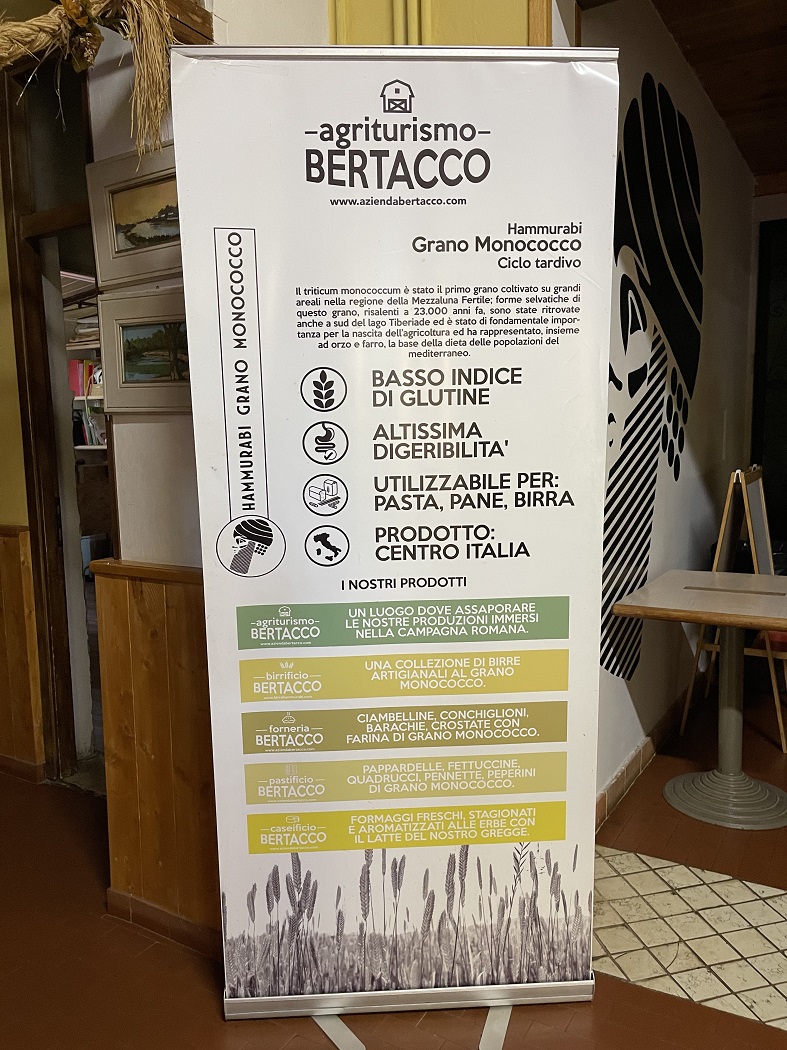 -agriturismo-
BERTACCO
www.aziendabertacco.com
HAMMURABI GRANO MONOCOCCO
Hammurabi
Grano Monococco
Ciclo tardivo
Il triticum monococcum è stato il primo grano coltivato su grandi
areali nella regione della Mezzaluna Fertile; forme selvatiche di
questo grano, risalenti a 23.000 anni fa, sono state ritrovate
anche a sud del lago Tiberiade ed è stato di fondamentale impor-
tanza per la nascita dell'agricoltura ed ha rappresentato, insieme
ad orzo e farro, la base della dieta delle popolazioni del
mediterraneo.
BASSO INDICE
DI GLUTINE
ALTISSIMA
DIGERIBILITA'
UTILIZZABILE PER:
PASTA, PANE, BIRRA
PRODOTTO:
CENTRO ITALIA
I NOSTRI PRODOTTI
-agriturismo-
BERTACCO
www.aziendabertacco.com
UN LUOGO DOVE ASSAPORARE
LE NOSTRE PRODUZIONI IMMERSI
NELLA CAMPAGNA ROMANA.
-birrificio-
BERTACCO
UNA COLLEZIONE DI BIRRE
ARTIGIANALI AL GRANO
MONOCOCCO.
-forneria-
BERTACCO
CIAMBELLINE, CONCHIGLIONI,
BARACHIE, CROSTATE CON
FARINA DI GRANO MONOCOCCO.
-pastificio-
BERTACCO
PAPPARDELLE, FETTUCCINE,
QUADRUCCI, PENNETTE, PEPERINI
DI GRANO MONOCOCCO.
-caseificio-
BERTACCO
FORMAGGI FRESCHI, STAGIONATI
E AROMATIZZATI ALLE ERBE CON
IL LATTE DEL NOSTRO GREGGE.